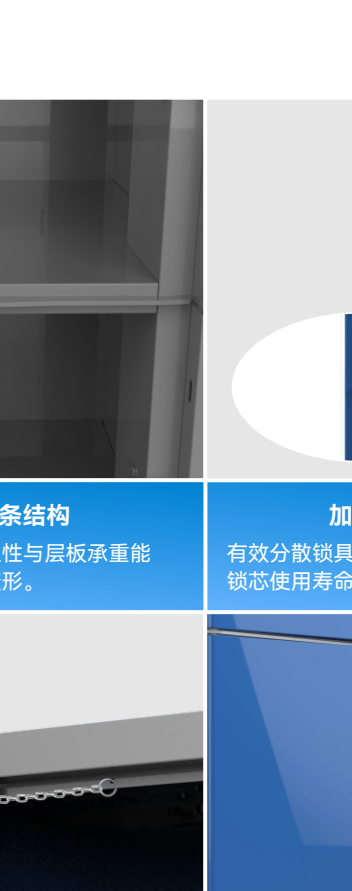 条结构
性与层板承重能
形。
加
有效分散锁具
锁芯使用寿命